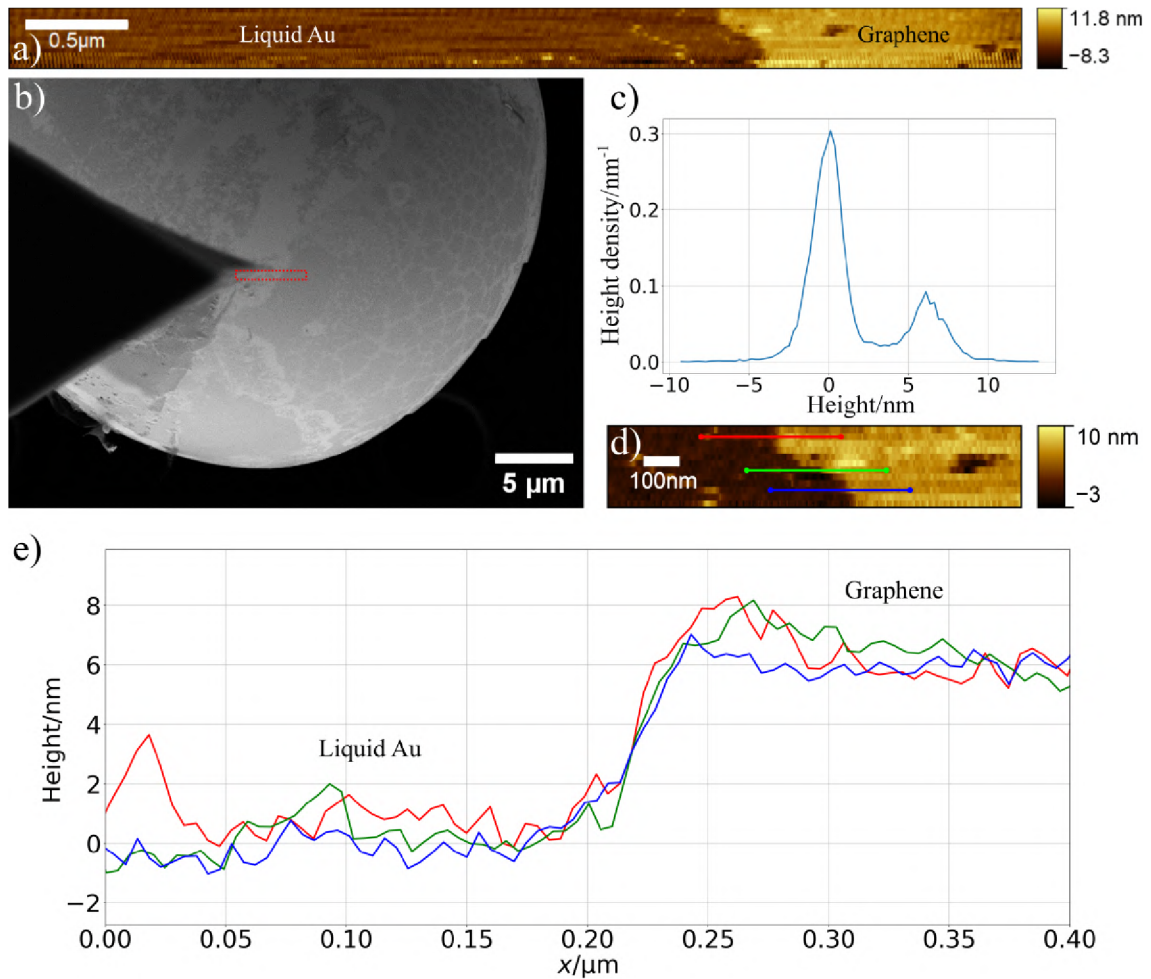 a)
0.5μm
Liquid Au
Graphene
11.8 nm
−8.3
b)
5 μm
c)
Height density/nm⁻¹
0.3
0.2
0.1
0.0
−10
−5
0
5
10
Height/nm
d)
100nm
10 nm
−3
e)
Height/nm
8
6
4
2
0
−2
Liquid Au
Graphene
0.00
0.05
0.10
0.15
0.20
0.25
0.30
0.35
0.40
x/μm